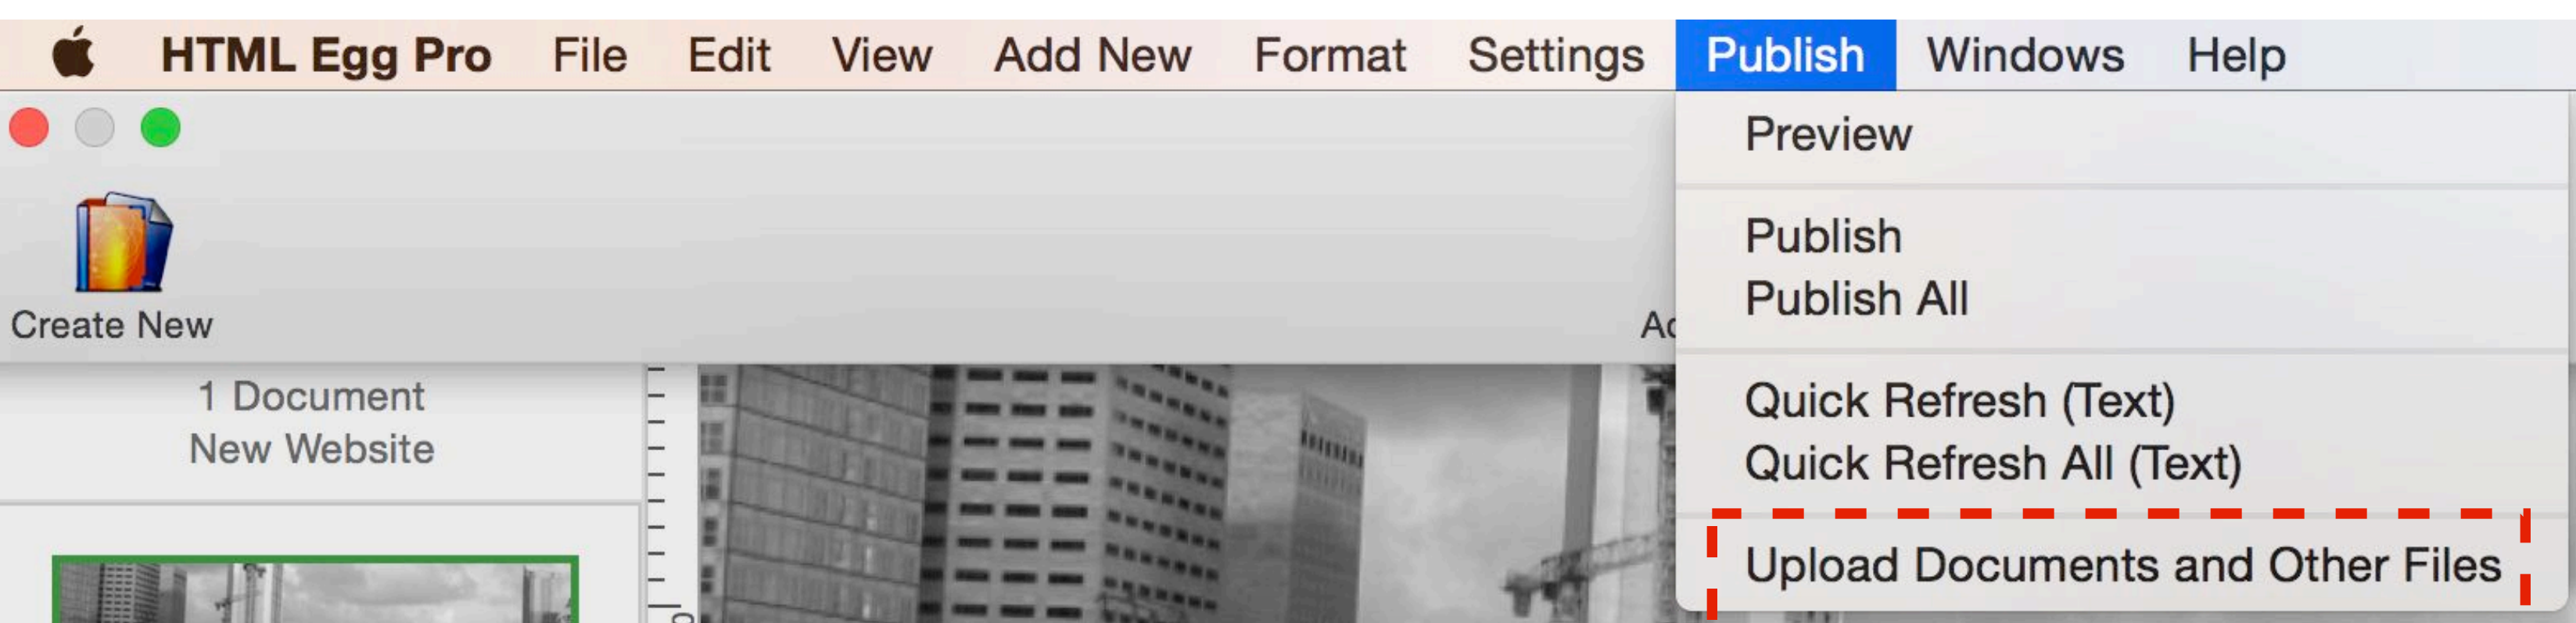 HTML Egg Pro File Edit View Add New Format Settings Publish Windows Help
Preview
Publish
Publish All
Quick Refresh (Text)
Quick Refresh All (Text)
Upload Documents and Other Files
Create New
1 Document
New Website